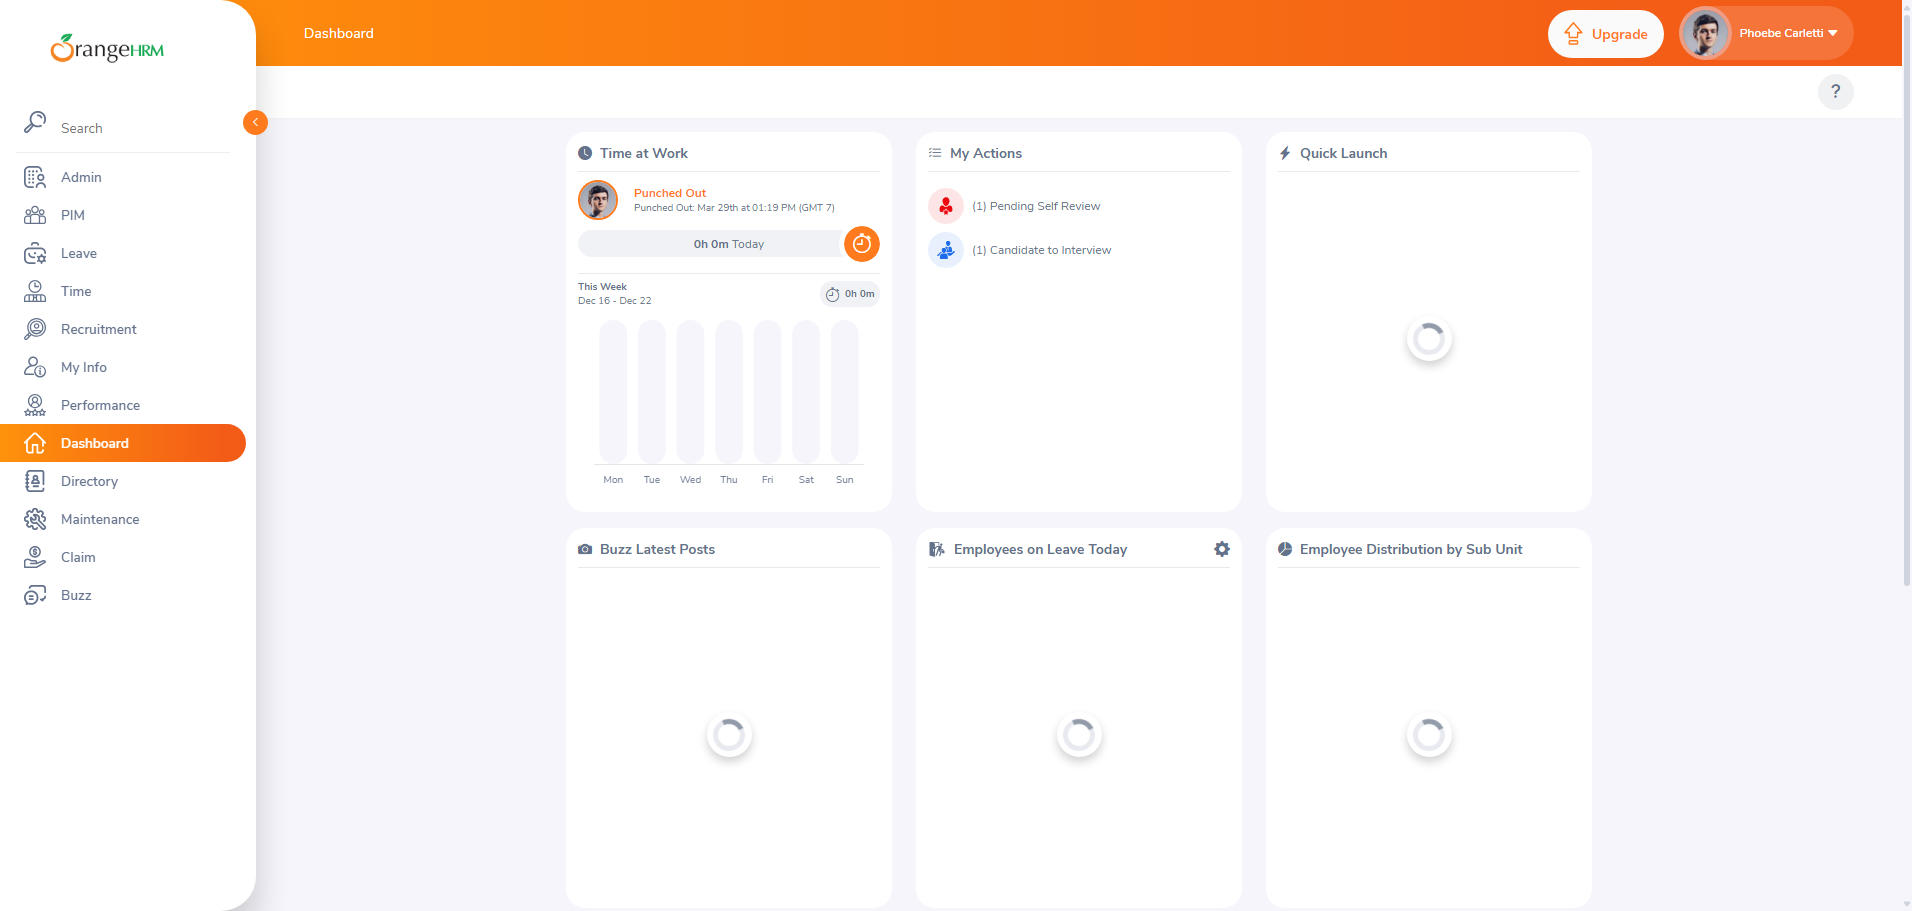 OrangeHRM
Dashboard
Upgrade
Phoebe Carletti
?
Search
Admin
PIM
Leave
Time
Recruitment
My Info
Performance
Dashboard
Directory
Maintenance
Claim
Buzz
Time at Work
Punched Out
Punched Out: Mar 29th at 01:19 PM (GMT 7)
0h 0m Today
This Week
Dec 16 - Dec 22
0h 0m
Mon Tue Wed Thu Fri Sat Sun
My Actions
(1) Pending Self Review
(1) Candidate to Interview
Quick Launch
Buzz Latest Posts
Employees on Leave Today
Employee Distribution by Sub Unit